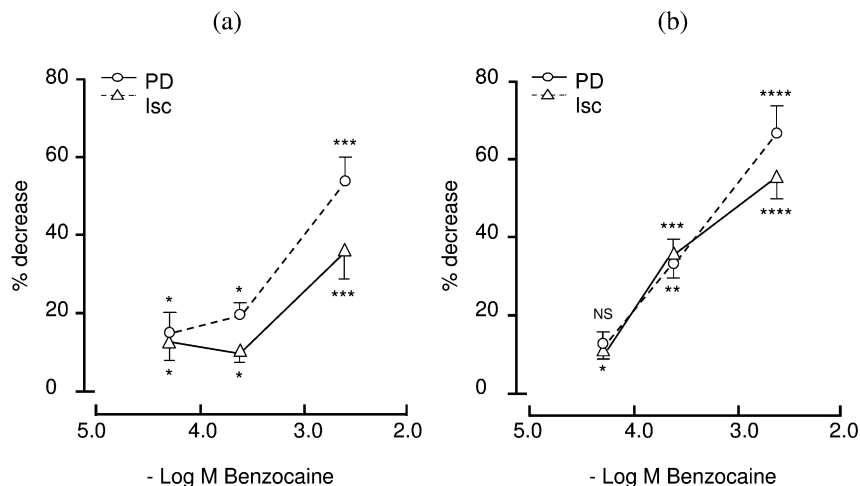 (a)
80
PD
Isc
60
40
20
0
% decrease
***
*
*
***
*
*
5.0 4.0 3.0 2.0
- Log M Benzocaine
(b)
80
PD
Isc
60
40
20
0
% decrease
****
****
***
**
NS
*
5.0 4.0 3.0 2.0
- Log M Benzocaine